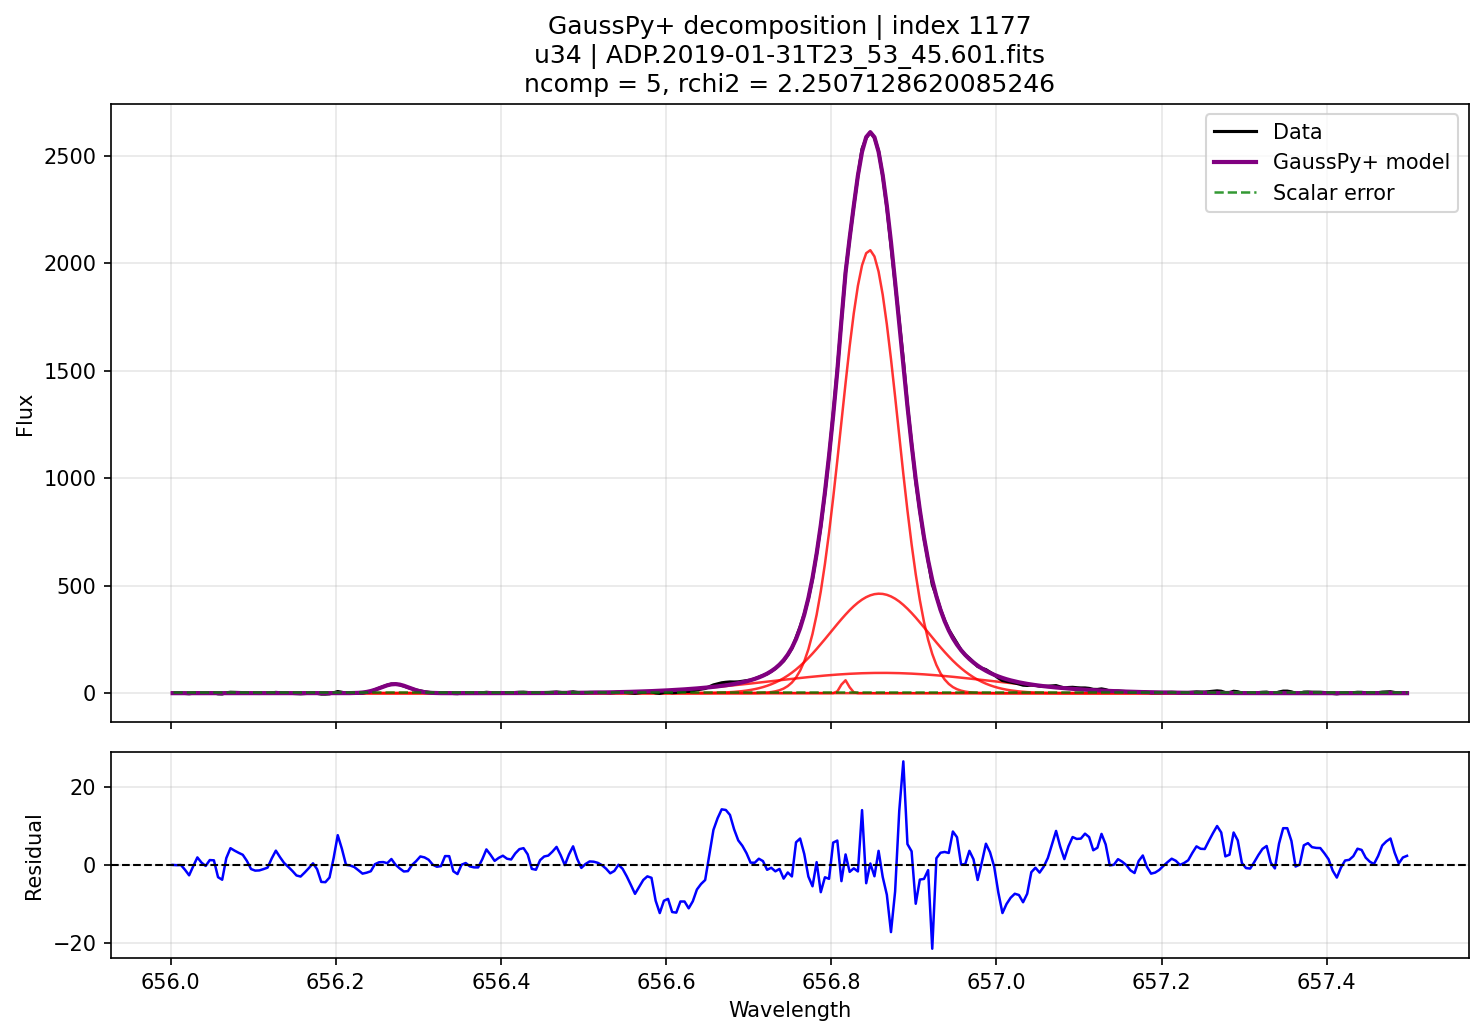 GaussPy+ decomposition | index 1177
u34 | ADP.2019-01-31T23_53_45.601.fits
ncomp = 5, rchi2 = 2.2507128620085246
Data
GaussPy+ model
Scalar error
2500
2000
1500
1000
500
0
Flux
20
0
−20
Residual
656.0 656.2 656.4 656.6 656.8 657.0 657.2 657.4
Wavelength